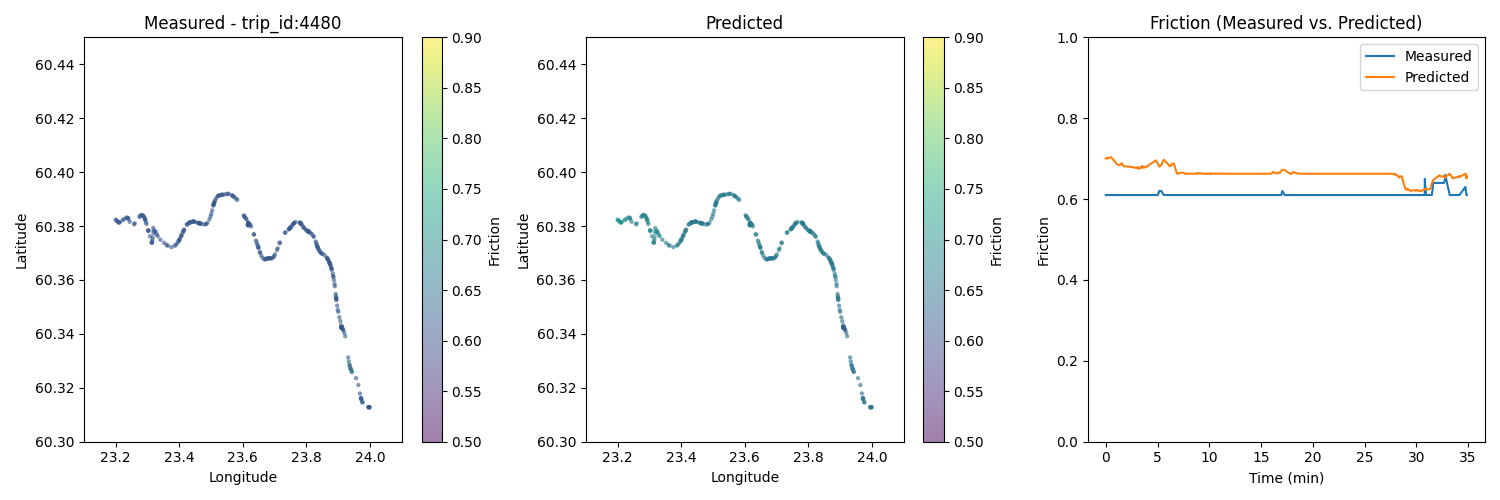 Measured - trip_id:4480
60.44
60.42
60.40
60.38
60.36
60.34
60.32
60.30
Latitude
23.2 23.4 23.6 23.8 24.0
Longitude
0.90
0.85
0.80
0.75
0.70
0.65
0.60
0.55
0.50
Friction
Predicted
60.44
60.42
60.40
60.38
60.36
60.34
60.32
60.30
Latitude
23.2 23.4 23.6 23.8 24.0
Longitude
0.90
0.85
0.80
0.75
0.70
0.65
0.60
0.55
0.50
Friction
Friction (Measured vs. Predicted)
1.0
0.8
0.6
0.4
0.2
0.0
Friction
Measured
Predicted
0 5 10 15 20 25 30 35
Time (min)